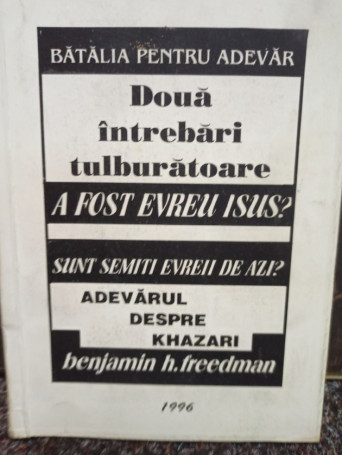 BĂTĂLIA PENTRU ADEVĂR
Două
întrebări
tulburătoare
A FOST EVREU ISUS?
SUNT SEMITI EVREII DE AZI?
ADEVĂRUL
DESPRE
KHAZARI
benjamin h. freedman
1996